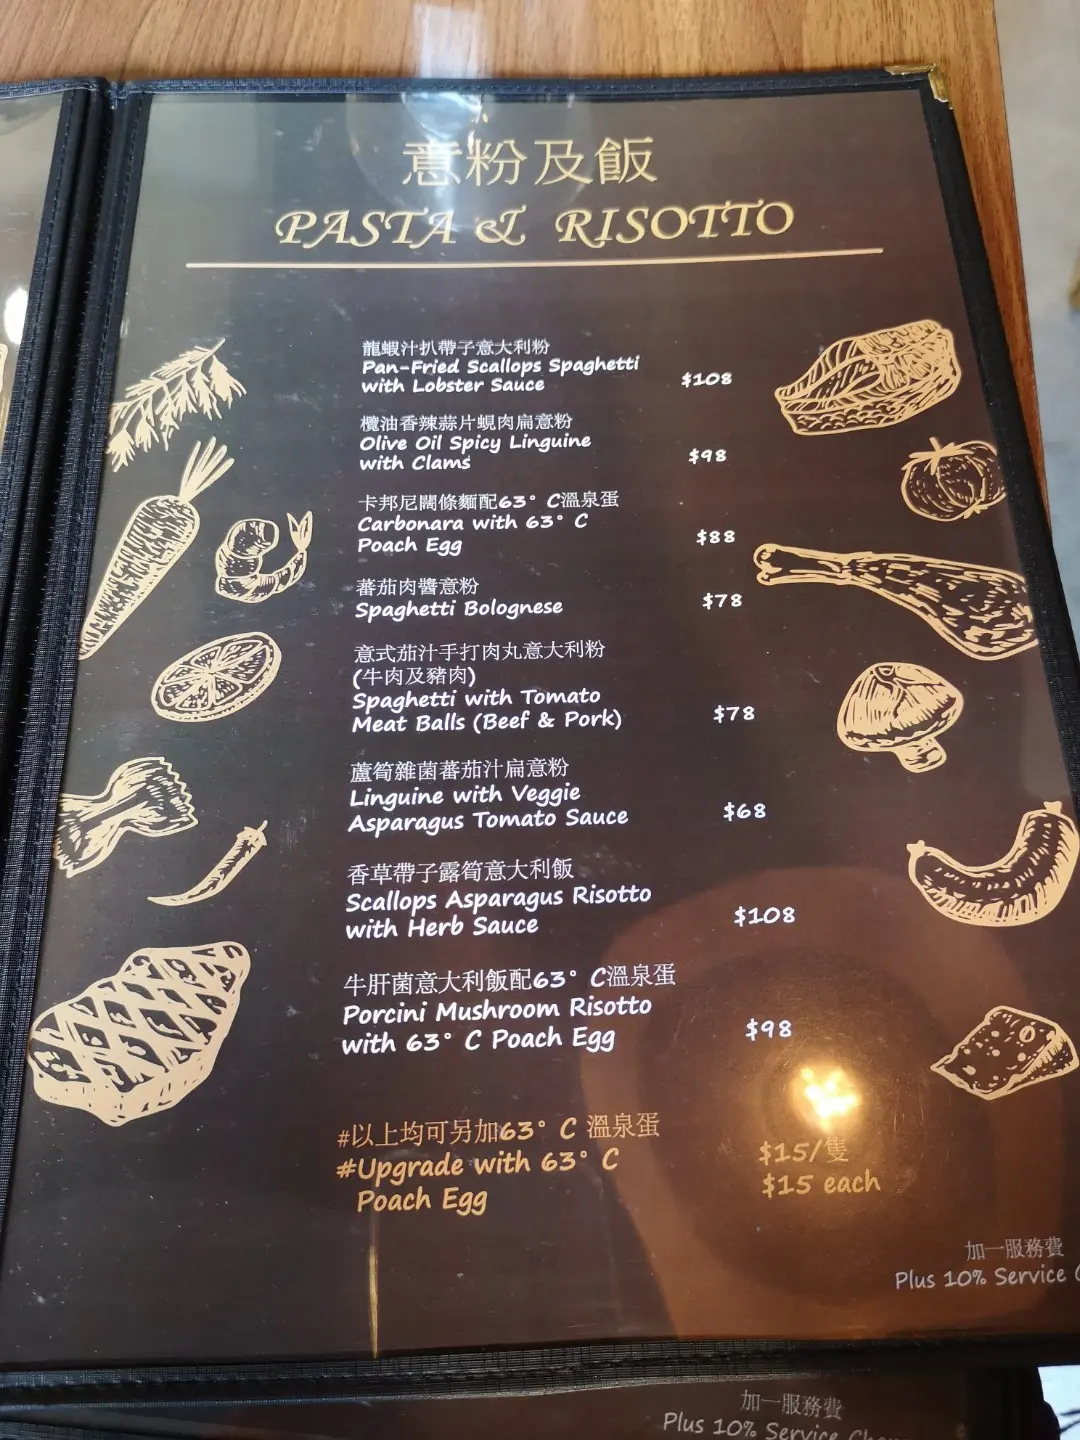 意粉及飯
PASTA & RISOTTO
龍蝦汁扒帶子意大利粉
Pan-Fried Scallops Spaghetti
with Lobster Sauce $108
欖油香辣蒜片蜆肉扁意粉
Olive Oil Spicy Linguine
with Clams $98
卡邦尼闊條麵配63°C溫泉蛋
Carbonara with 63°C
Poach Egg $88
蕃茄肉醬意粉
Spaghetti Bolognese $78
意式茄汁手打肉丸意大利粉
(牛肉及豬肉)
Spaghetti with Tomato
Meat Balls (Beef & Pork) $78
蘆筍雜菌蕃茄汁扁意粉
Linguine with Veggie
Asparagus Tomato Sauce $68
香草帶子露筍意大利飯
Scallops Asparagus Risotto
with Herb Sauce $108
牛肝菌意大利飯配63°C溫泉蛋
Porcini Mushroom Risotto
with 63°C Poach Egg $98
#以上均可另加63°C 溫泉蛋 $15/隻
#Upgrade with 63°C
Poach Egg $15 each
加一服務費
Plus 10% Service
加一服務費
Plus 10% Service